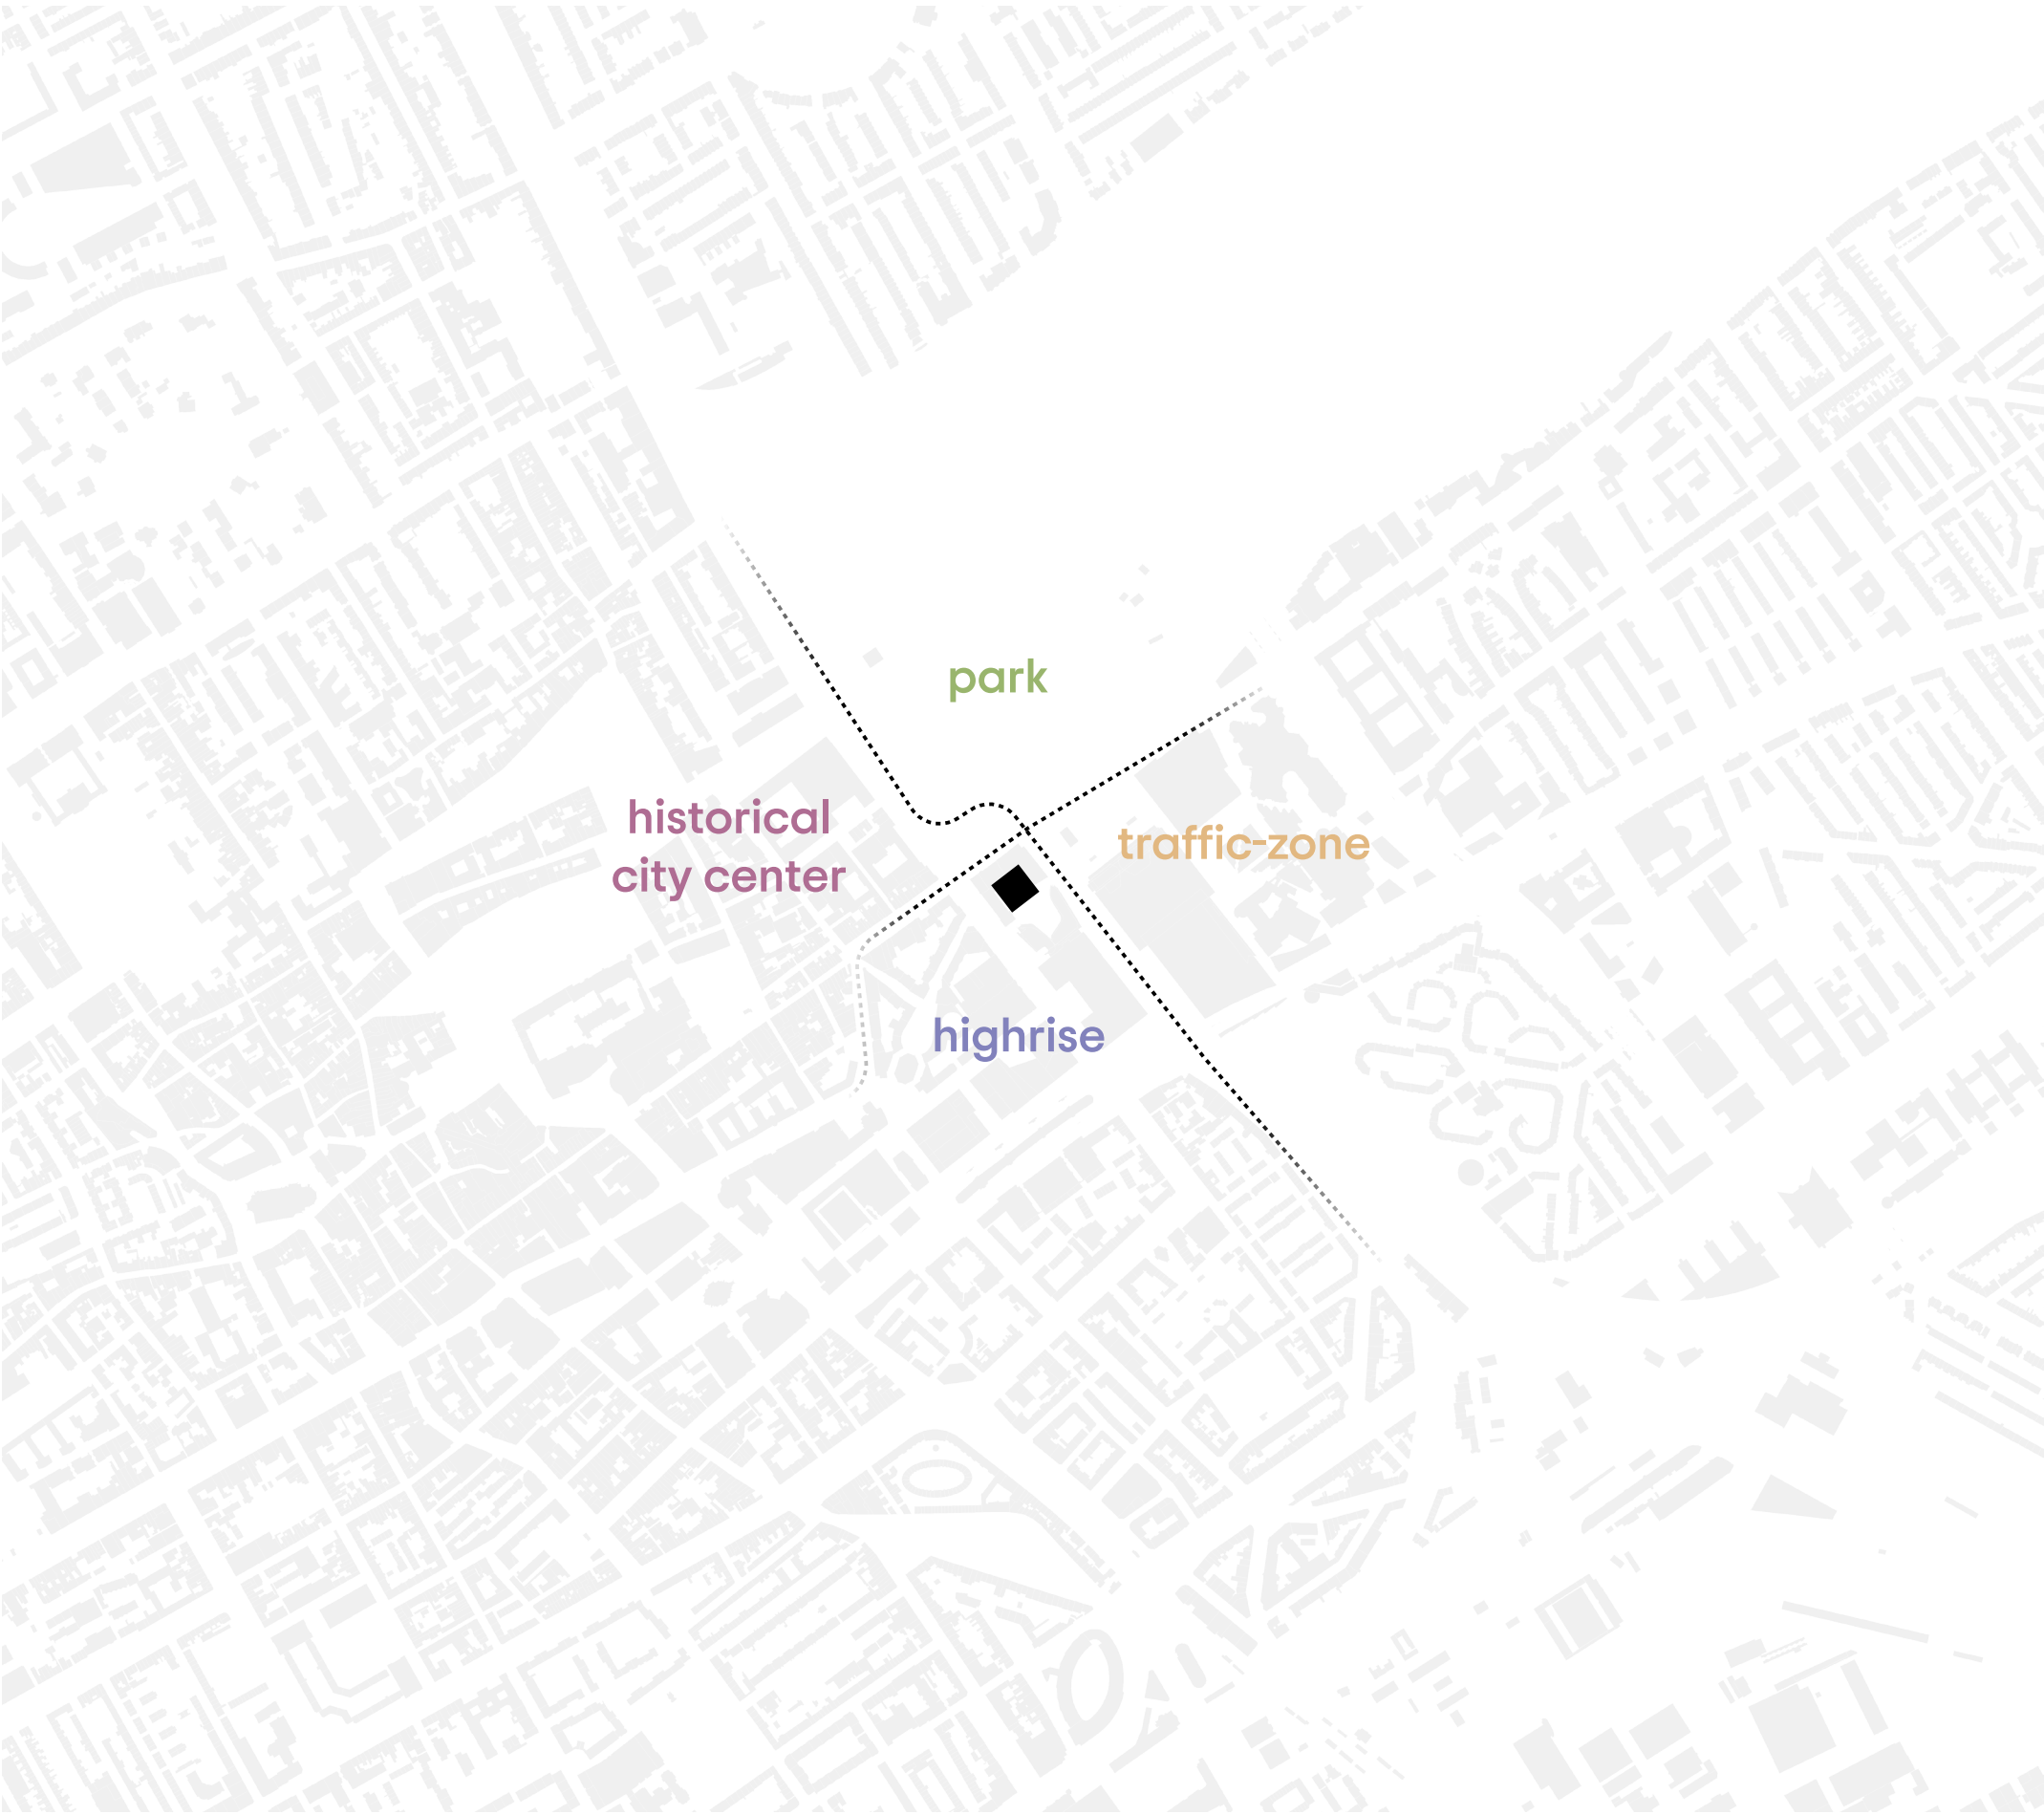 park
historical
city center
traffic-zone
highrise